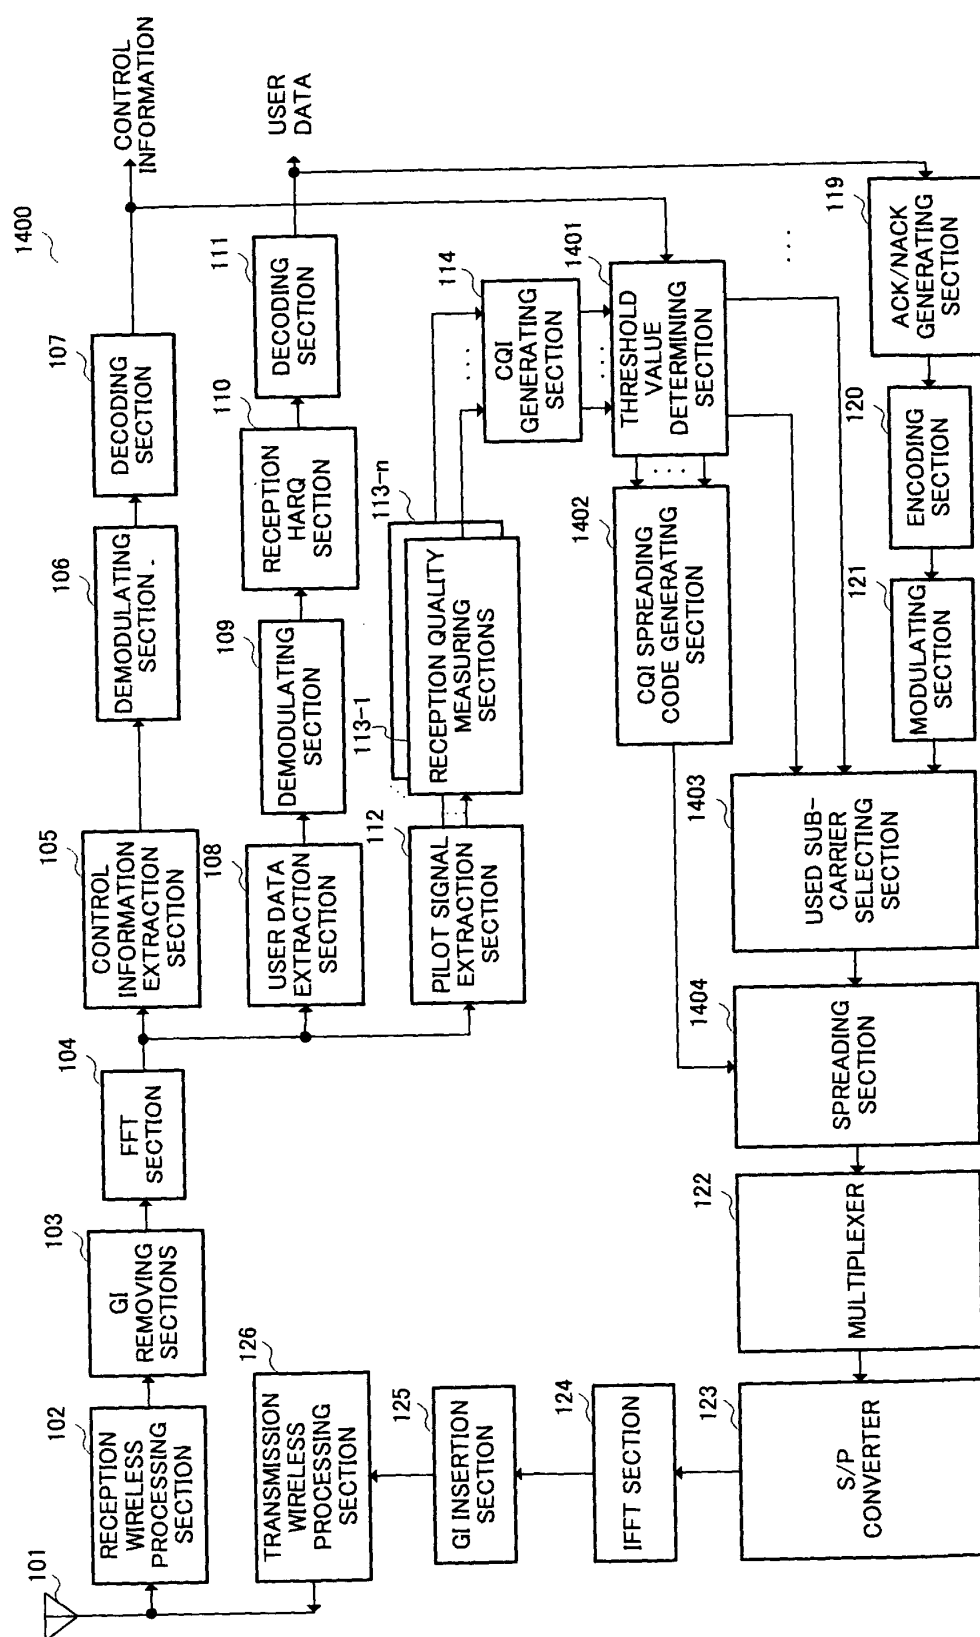 1400
101
102
RECEPTION
WIRELESS
PROCESSING
SECTION
103
GI
REMOVING
SECTIONS
104
FFT
SECTION
105
CONTROL
INFORMATION
EXTRACTION
SECTION
106
DEMODULATING
SECTION .
107
DECODING
SECTION
CONTROL
INFORMATION
108
USER DATA
EXTRACTION
SECTION
109
DEMODULATING
SECTION
110
RECEPTION
HARQ
SECTION
111
DECODING
SECTION
USER
DATA
112
PILOT SIGNAL
EXTRACTION
SECTION
113-1
113-n
RECEPTION QUALITY
MEASURING
SECTIONS
114
CQI
GENERATING
SECTION
1401
THRESHOLD
VALUE
DETERMINING
SECTION
1402
CQI SPREADING
CODE GENERATING
SECTION
119
ACK/NACK
GENERATING
SECTION
120
ENCODING
SECTION
121
MODULATING
SECTION
1403
USED SUB-
CARRIER
SELECTING
SECTION
1404
SPREADING
SECTION
122
MULTIPLEXER
123
S/P
CONVERTER
124
IFFT SECTION
125
GI INSERTION
SECTION
126
TRANSMISSION
WIRELESS
PROCESSING
SECTION